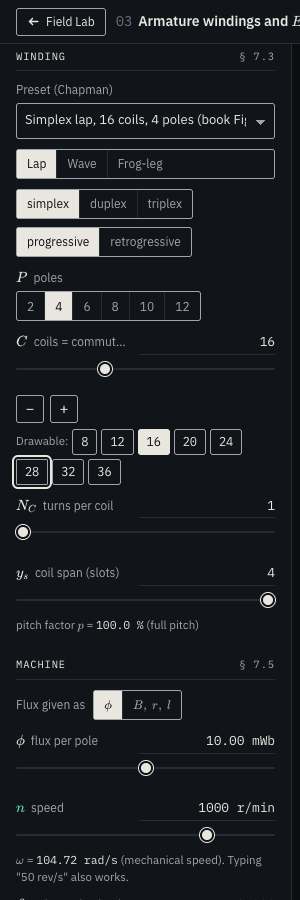 ← Field Lab 03 Armature windings and E
WINDING § 7.3
Preset (Chapman)
Simplex lap, 16 coils, 4 poles (book Fig
Lap Wave Frog-leg
simplex duplex triplex
progressive retrogressive
P poles
2 4 6 8 10 12
C coils = commut... 16
− +
Drawable: 8 12 16 20 24
28 32 36
N_C turns per coil 1
y_s coil span (slots) 4
pitch factor p = 100.0 % (full pitch)
MACHINE § 7.5
Flux given as ϕ B, r, l
ϕ flux per pole 10.00 mWb
n speed 1000 r/min
ω = 104.72 rad/s (mechanical speed). Typing
"50 rev/s" also works.